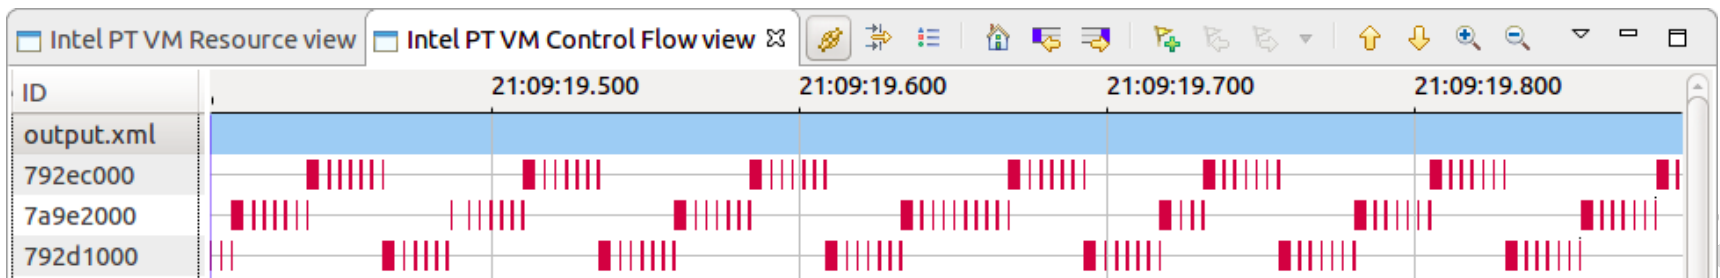 Intel PT VM Resource view Intel PT VM Control Flow view
ID 21:09:19.500 21:09:19.600 21:09:19.700 21:09:19.800
output.xml
792ec000
7a9e2000
792d1000